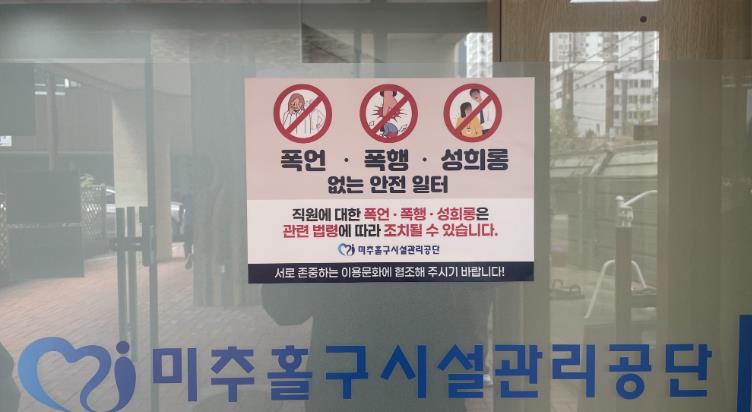 폭언 · 폭행 · 성희롱
없는 안전 일터
직원에 대한 폭언 · 폭행 · 성희롱은
관련 법령에 따라 조치될 수 있습니다.
미추홀구시설관리공단
서로 존중하는 이용문화에 협조해 주시기 바랍니다!
미추홀구시설관리공단